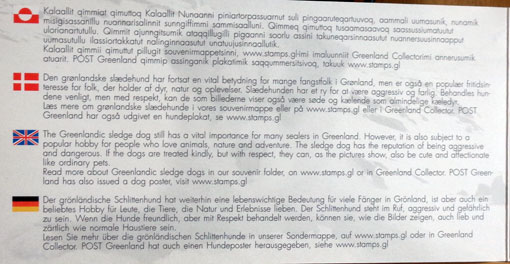 Kalaallit qimmiat qimuttoq Kalaallit Nunaanni piniartorpassuarnut suli pingaaruteqartuuvoq, aammali uumasunik, nunamik
misigisassarsiorfillu nuannarisalinnit sunngiffimmi sammisaalluni. Qimmeq qimuttoq
Qimmit ajunngitsumik ataqqillugilli pigaanni soorlu assini takuneqarsinnaasutut
uumasutullu
Kalaallit qimmii qimuttut pillugit souvenirmappetsinni, www.stamps.gl-imi imaluunniit Greenland Collectorimi annerusumik
atuarit. POST Greenland qimmip assinganik plakatimik saqqummersitsivoq, takuuk www.stamps.gl
Den grønlandske slædehund har fortsat en vital betydning for mange fangstfolk i Grønland, men er også en populær fritidsinte-
resse for folk, der holder af dyr, natur og oplevelser. Slædehunden har et ry for at være aggressiv og farlig. Behandles hun-
dene venligt, men med respekt, kan de som billederne viser også være søde og kælende som almindelige kæledyr.
Læs mere om grønlandske slædehunde i vores souvenirmappe eller på www.stamps.gl eller i Greenland Collector. POST
Greenland har også udgivet en hundeplakat, se www.stamps.gl
The Greenlandic sledge dog still has a vital importance for many sealers in Greenland. However, it is also subject to a
popular hobby for people who love animals, nature and adventure. The sledge dog has the reputation of being aggressive
and dangerous. If the dogs are treated kindly, but with respect, they can, as the pictures show, also be cute and affectionate
like ordinary pets.
Read more about Greenlandic sledge dogs in our souvenir folder, on www.stamps.gl or in Greenland Collector. POST Green-
land has also issued a dog poster, visit www.stamps.gl
Der grönländische Schlittenhund hat weiterhin eine lebenswichtige Bedeutung für viele Fänger in Grönland, ist aber auch ein
beliebtes Hobby für Leute, die Tiere, die Natur und Erlebnisse lieben. Der Schlittenhund steht im Ruf, aggressiv und gefährlich
zu sein. Wenn die Hunde freundlich, aber mit Respekt behandelt werden, können sie, wie die Bilder zeigen, auch lieb und
zärtlich wie normale Haustiere sein.
Lesen Sie mehr über die grönländischen Schlittenhunde in unserer Sondermappe, auf www.stamps.gl oder in Greenland
Collector. POST Greenland hat auch einen Hundeposter herausgegeben, siehe www.stamps.gl